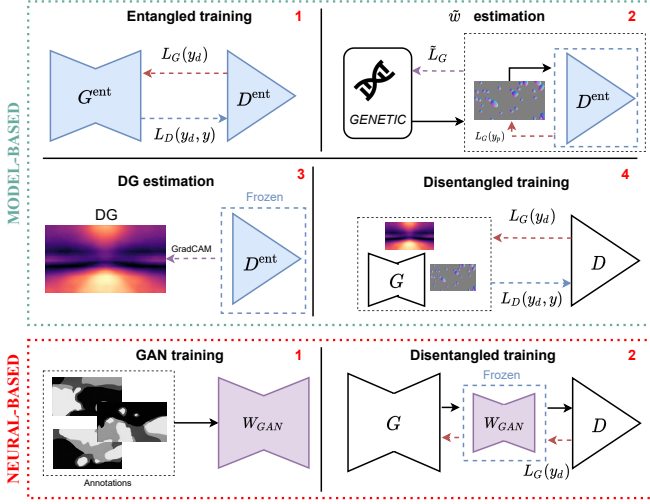 MODEL-BASED
Entangled training
1
G^ent
L_G(y_d)
L_D(y_d, y)
D^ent
w̃ estimation
2
GENETIC
L̃_G
L_G(y_p)
D^ent
DG estimation
3
DG
GradCAM
Frozen
D^ent
Disentangled training
4
G
L_G(y_d)
L_D(y_d, y)
D
NEURAL-BASED
GAN training
1
Annotations
W_GAN
Disentangled training
2
G
Frozen
W_GAN
L_G(y_d)
D